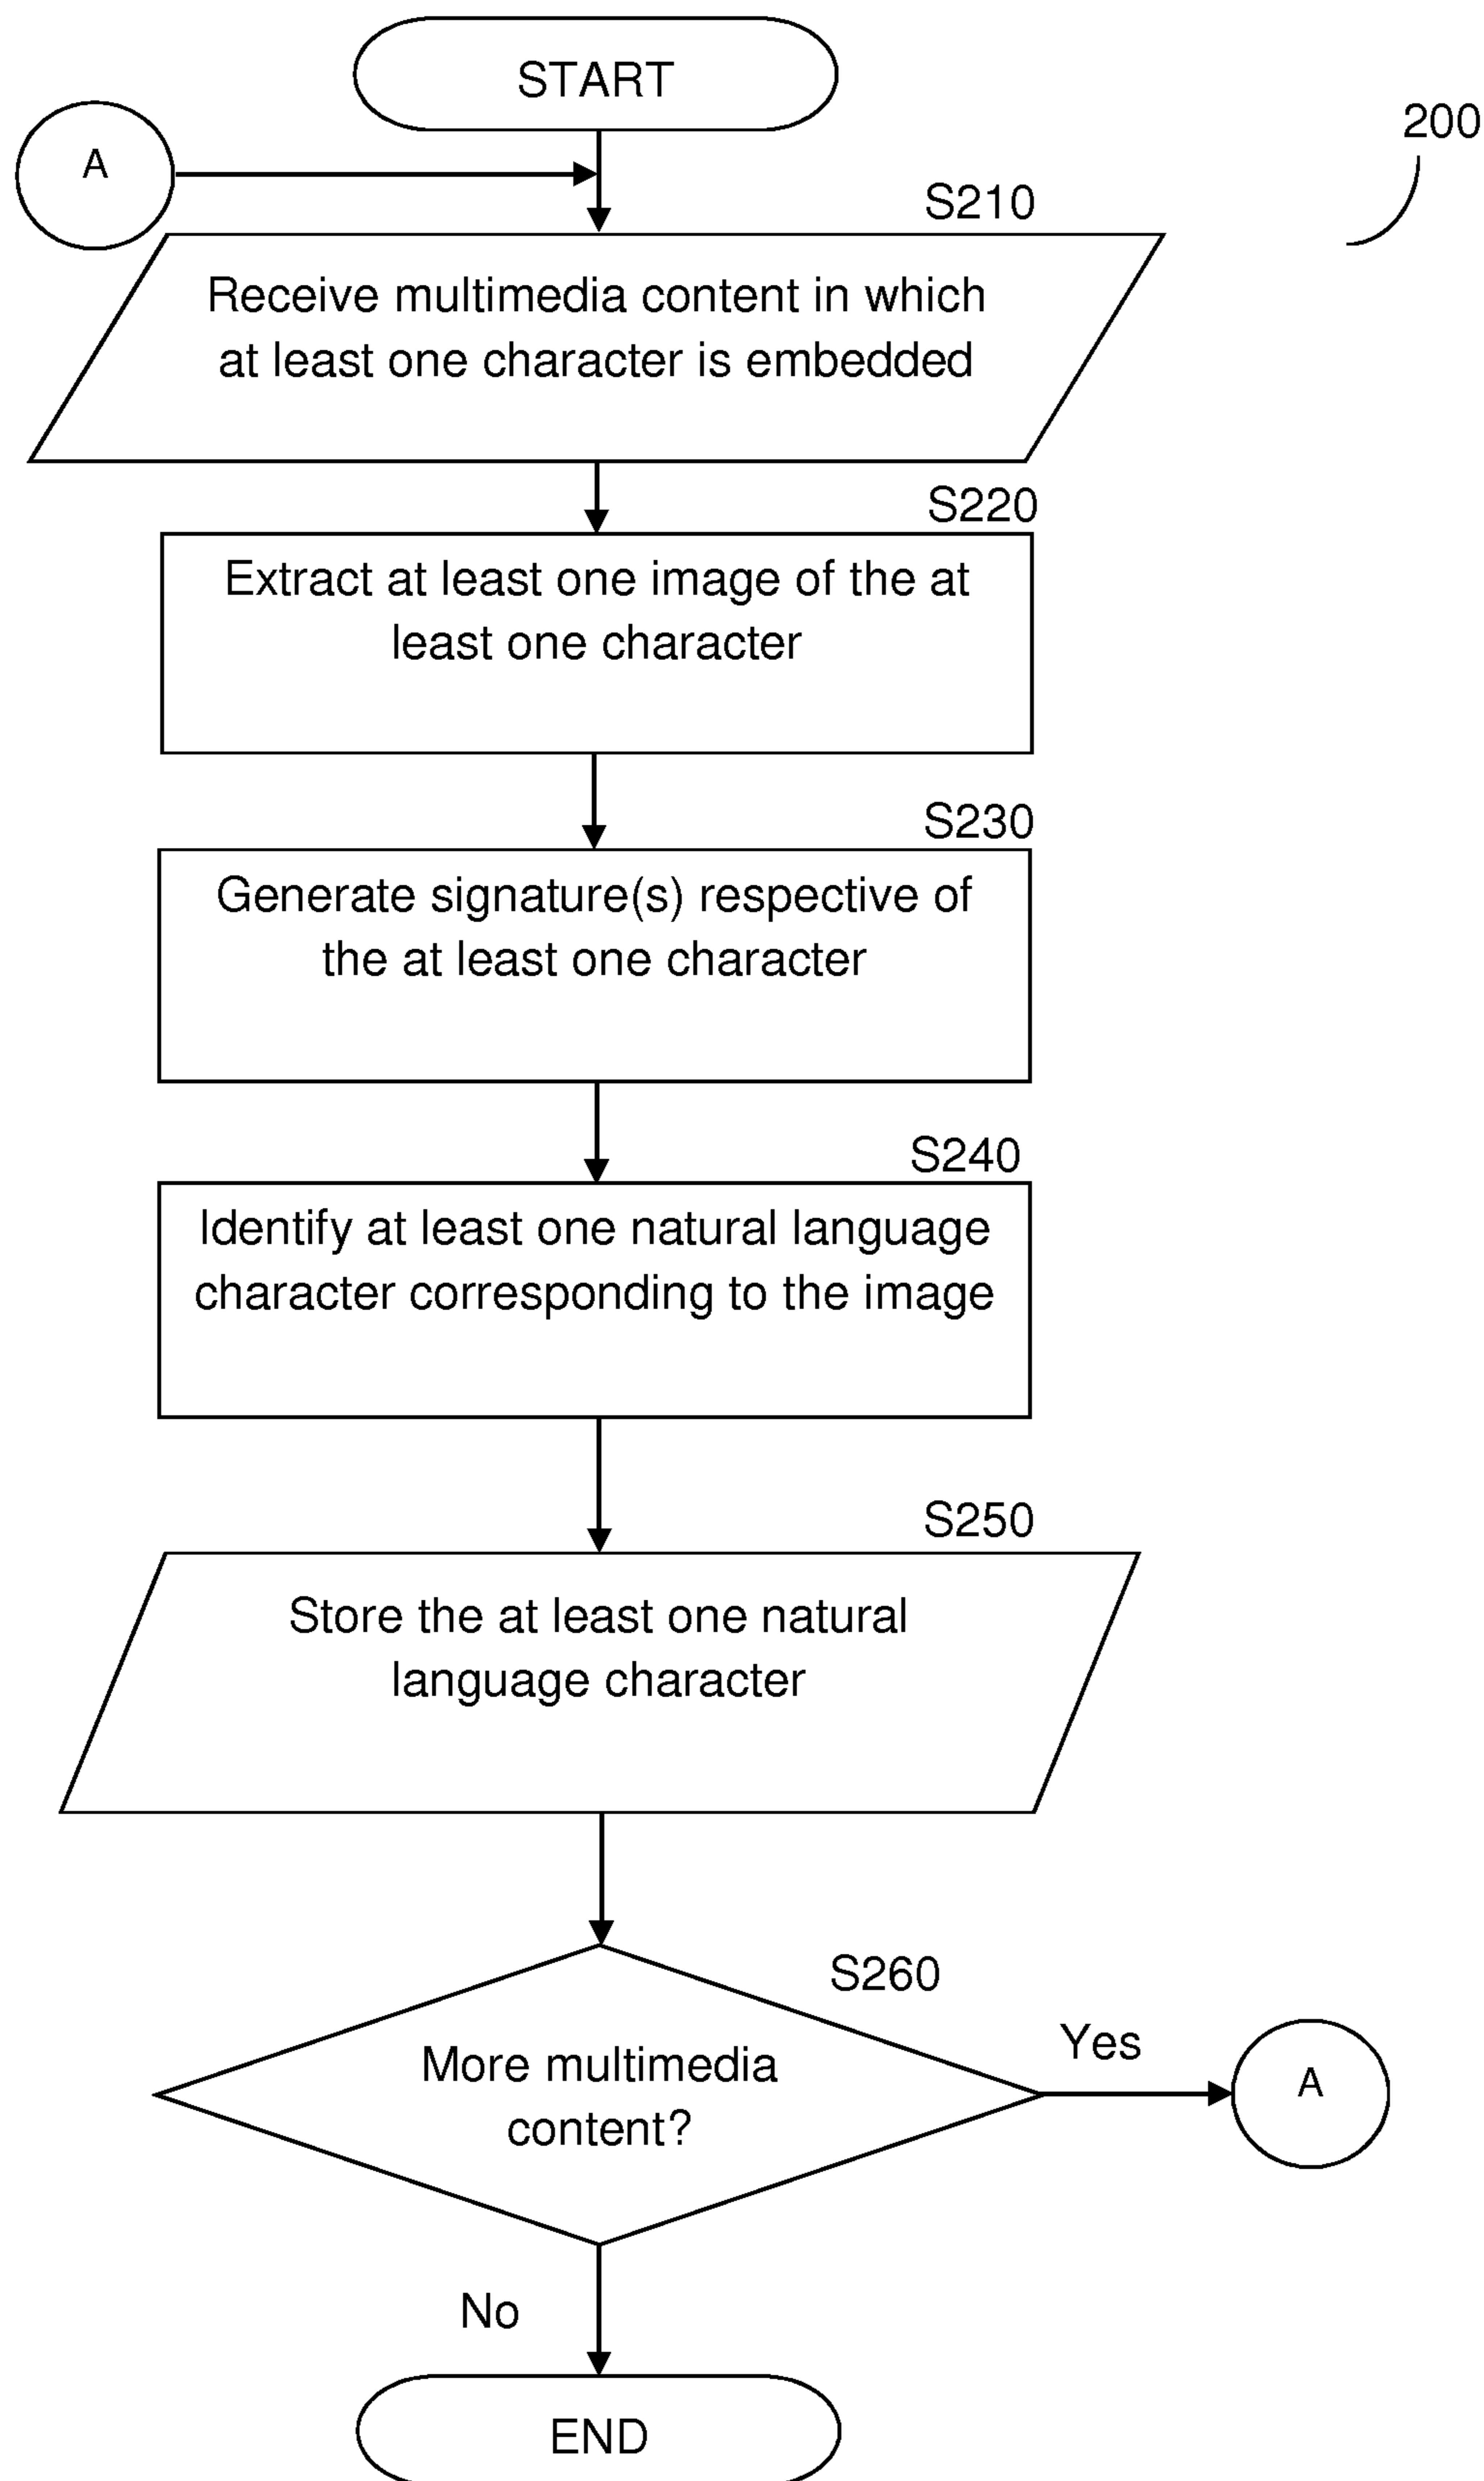 START
A
200
S210
Receive multimedia content in which
at least one character is embedded
S220
Extract at least one image of the at
least one character
S230
Generate signature(s) respective of
the at least one character
S240
Identify at least one natural language
character corresponding to the image
S250
Store the at least one natural
language character
S260
More multimedia
content?
Yes
A
No
END